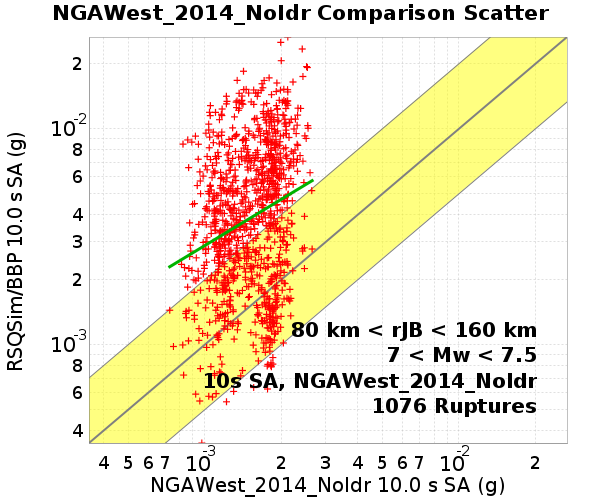 NGAWest_2014_NoIdr Comparison Scatter
RSQSim/BBP 10.0 s SA (g)
2
10-2
8
6
4
3
2
10-3
8
6
4
80 km < rJB < 160 km
7 < Mw < 7.5
10s SA, NGAWest_2014_NoIdr
1076 Ruptures
4 5 6 7 10-3 2 3 4 5 6 7 10-2 2
NGAWest_2014_NoIdr 10.0 s SA (g)